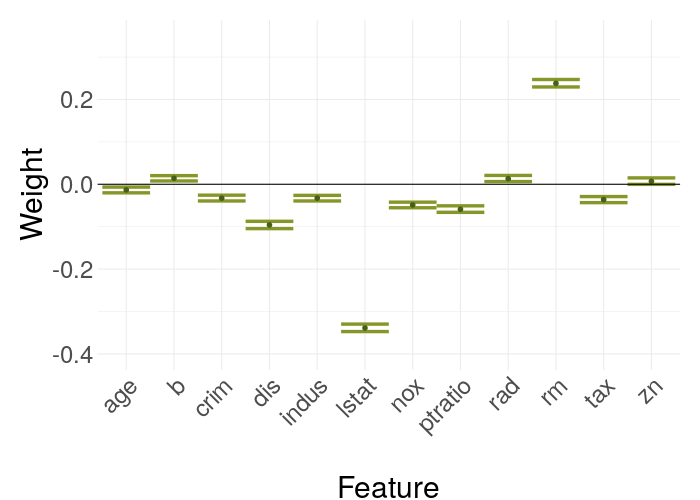 Weight
0.2
0.0
-0.2
-0.4
age b crim dis indus lstat nox ptratio rad rm tax zn
Feature